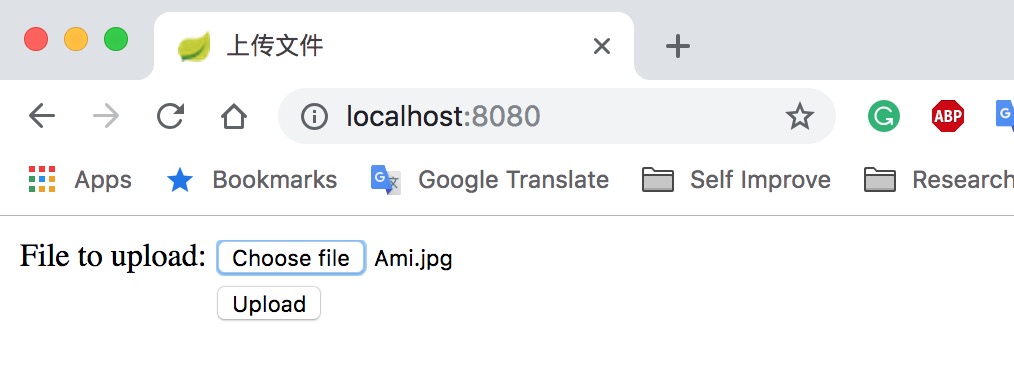 上传文件
localhost:8080
ABP
Apps Bookmarks Google Translate Self Improve Research
File to upload: Choose file Ami.jpg
Upload